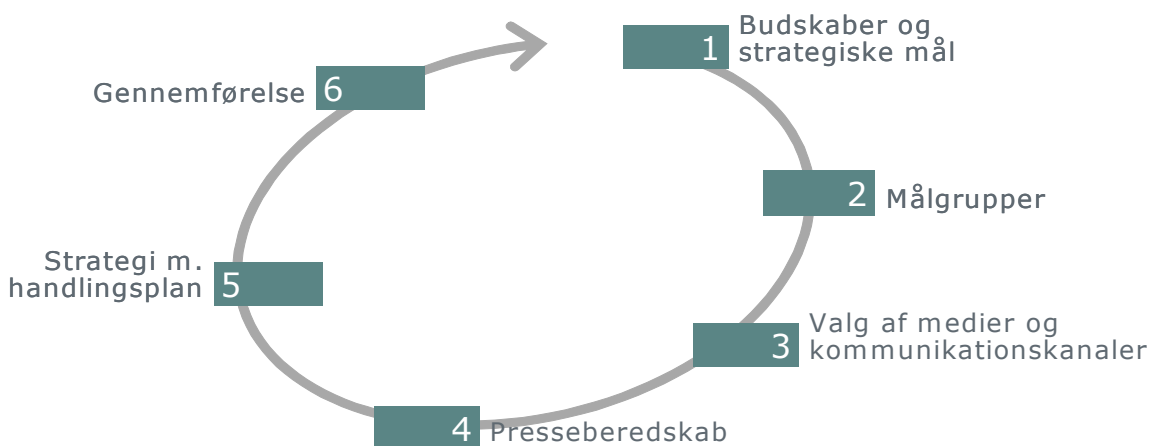 1 Budskaber og
strategiske mål
2 Målgrupper
3 Valg af medier og
kommunikationskanaler
4 Presseberedskab
Strategi m.
handlingsplan 5
Gennemførelse 6